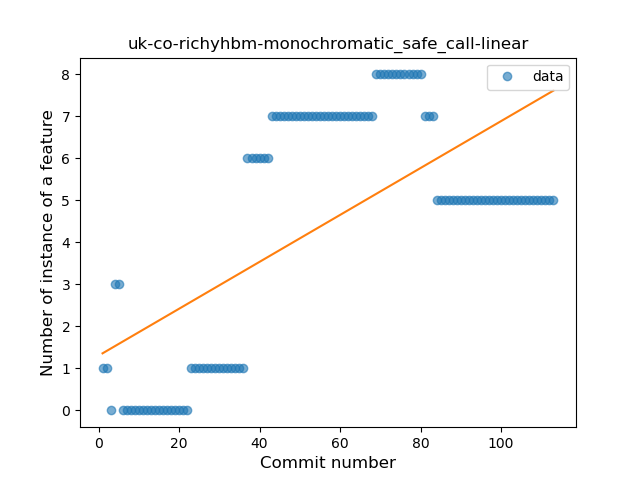 uk-co-richyhbm-monochromatic_safe_call-linear
data
Number of instance of a feature
8
7
6
5
4
3
2
1
0
0 20 40 60 80 100
Commit number